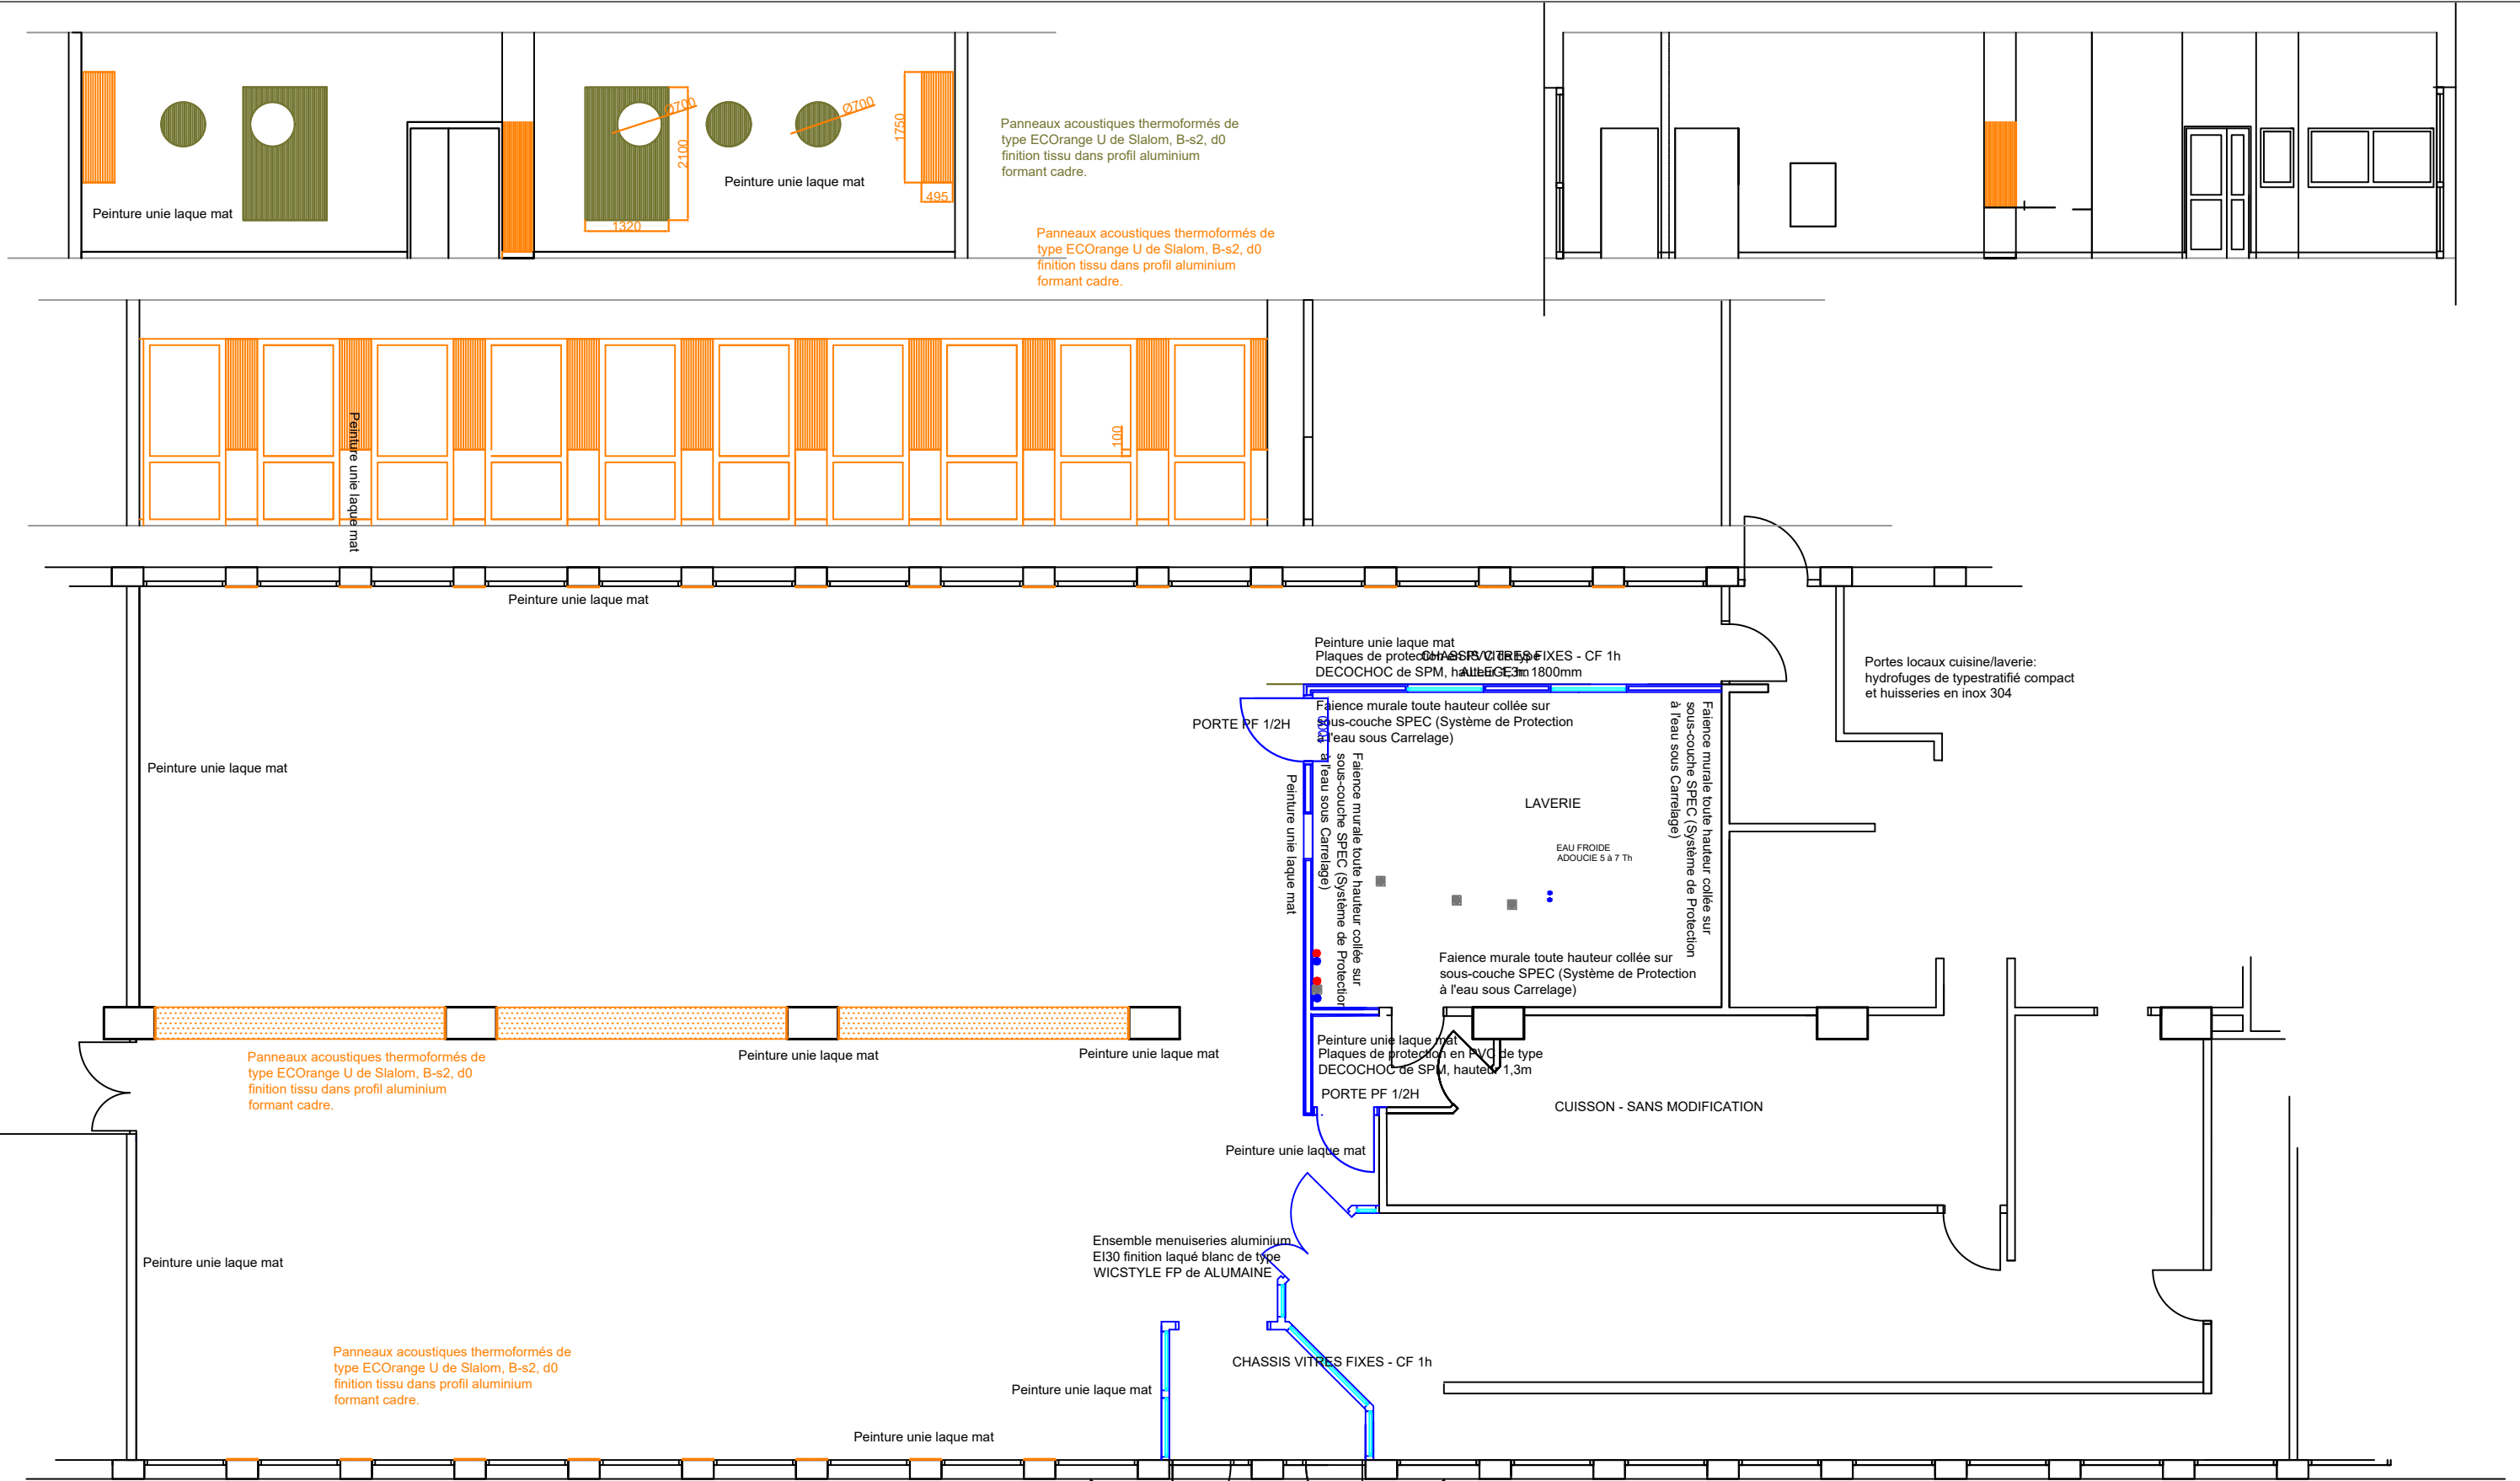 Ø700
Ø700
1750
2100
495
1320
Peinture unie laque mat
Peinture unie laque mat
Panneaux acoustiques thermoformés de
type ECOrange U de Slalom, B-s2, d0
finition tissu dans profil aluminium
formant cadre.
Panneaux acoustiques thermoformés de
type ECOrange U de Slalom, B-s2, d0
finition tissu dans profil aluminium
formant cadre.
Peinture unie laque mat
100
Peinture unie laque mat
Peinture unie laque mat
Plaques de protection en PVC de type
DECOCHOC de SPM, hauteur 1,3m
CHASSIS VITRES FIXES - CF 1h
ALLEGE h. 1800mm
Portes locaux cuisine/laverie:
hydrofuges de typestratifié compact
et huisseries en inox 304
PORTE PF 1/2H
Faience murale toute hauteur collée sur
sous-couche SPEC (Système de Protection
à l'eau sous Carrelage)
Faience murale toute hauteur collée sur
sous-couche SPEC (Système de Protection
à l'eau sous Carrelage)
Faience murale toute hauteur collée sur
sous-couche SPEC (Système de Protection
à l'eau sous Carrelage)
Peinture unie laque mat
Peinture unie laque mat
LAVERIE
EAU FROIDE
ADOUCIE 5 à 7 Th
Faience murale toute hauteur collée sur
sous-couche SPEC (Système de Protection
à l'eau sous Carrelage)
Panneaux acoustiques thermoformés de
type ECOrange U de Slalom, B-s2, d0
finition tissu dans profil aluminium
formant cadre.
Peinture unie laque mat
Peinture unie laque mat
Peinture unie laque mat
Plaques de protection en PVC de type
DECOCHOC de SPM, hauteur 1,3m
PORTE PF 1/2H
CUISSON - SANS MODIFICATION
Peinture unie laque mat
Peinture unie laque mat
Ensemble menuiseries aluminium
EI30 finition laqué blanc de type
WICSTYLE FP de ALUMAINE
Panneaux acoustiques thermoformés de
type ECOrange U de Slalom, B-s2, d0
finition tissu dans profil aluminium
formant cadre.
CHASSIS VITRES FIXES - CF 1h
Peinture unie laque mat
Peinture unie laque mat